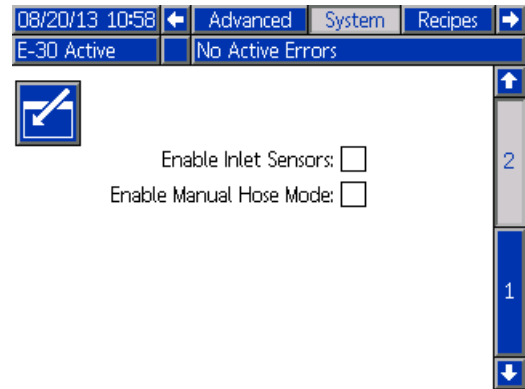 08/20/13 10:58 Advanced System Recipes
E-30 Active No Active Errors
Enable Inlet Sensors:
2
Enable Manual Hose Mode:
1